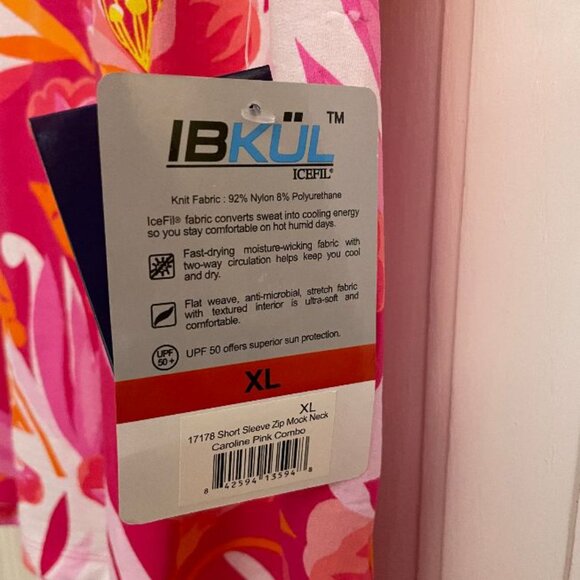 IBKÜL™
ICEFIL®
Knit Fabric : 92% Nylon 8% Polyurethane
IceFil® fabric converts sweat into cooling energy
so you stay comfortable on hot humid days.
Fast-drying moisture-wicking fabric with
two-way circulation helps keep you cool
and dry.
Flat weave, anti-microbial, stretch fabric
with textured interior is ultra-soft and
comfortable.
UPF
50+
UPF 50 offers superior sun protection.
XL
XL
17178 Short Sleeve Zip Mock Neck
Caroline Pink Combo
8 42594 13594 8